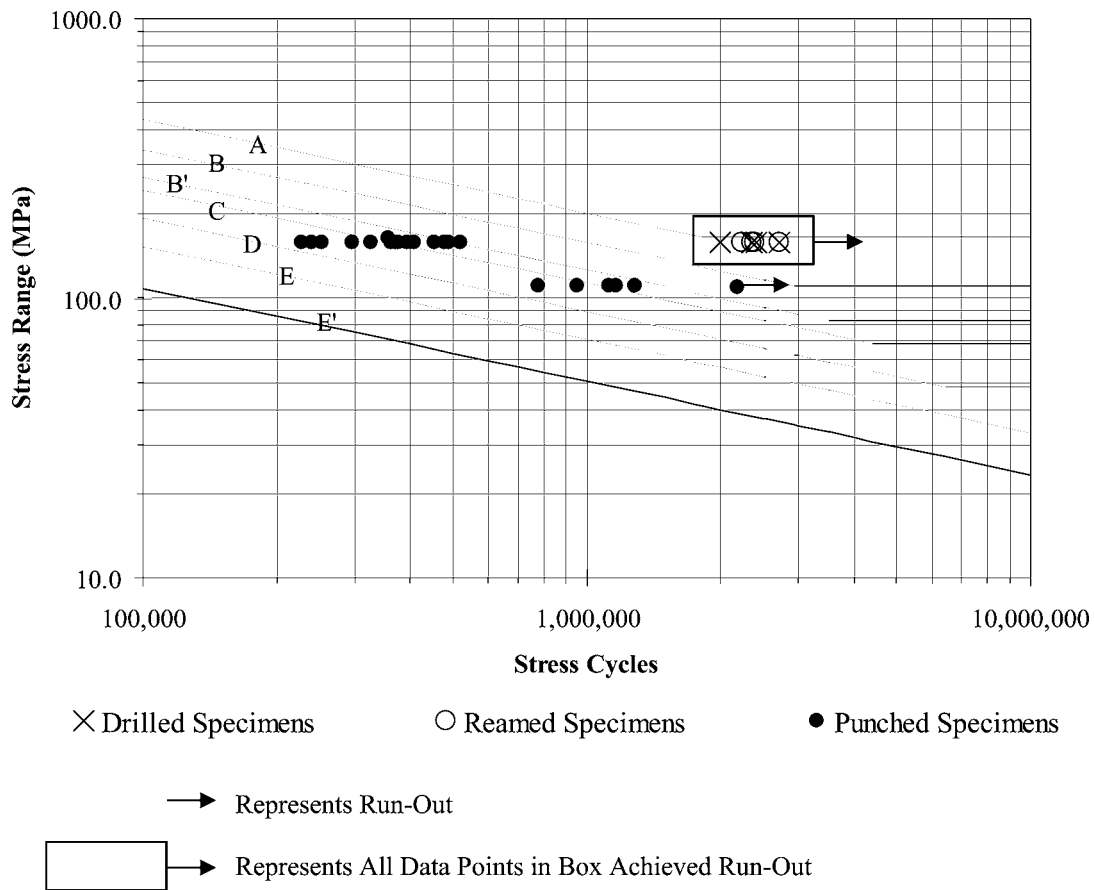 1000.0
A
B
B'
C
D
E
E'
100.0
10.0
Stress Range (MPa)
100,000 1,000,000 10,000,000
Stress Cycles
Drilled Specimens Reamed Specimens Punched Specimens
Represents Run-Out
Represents All Data Points in Box Achieved Run-Out